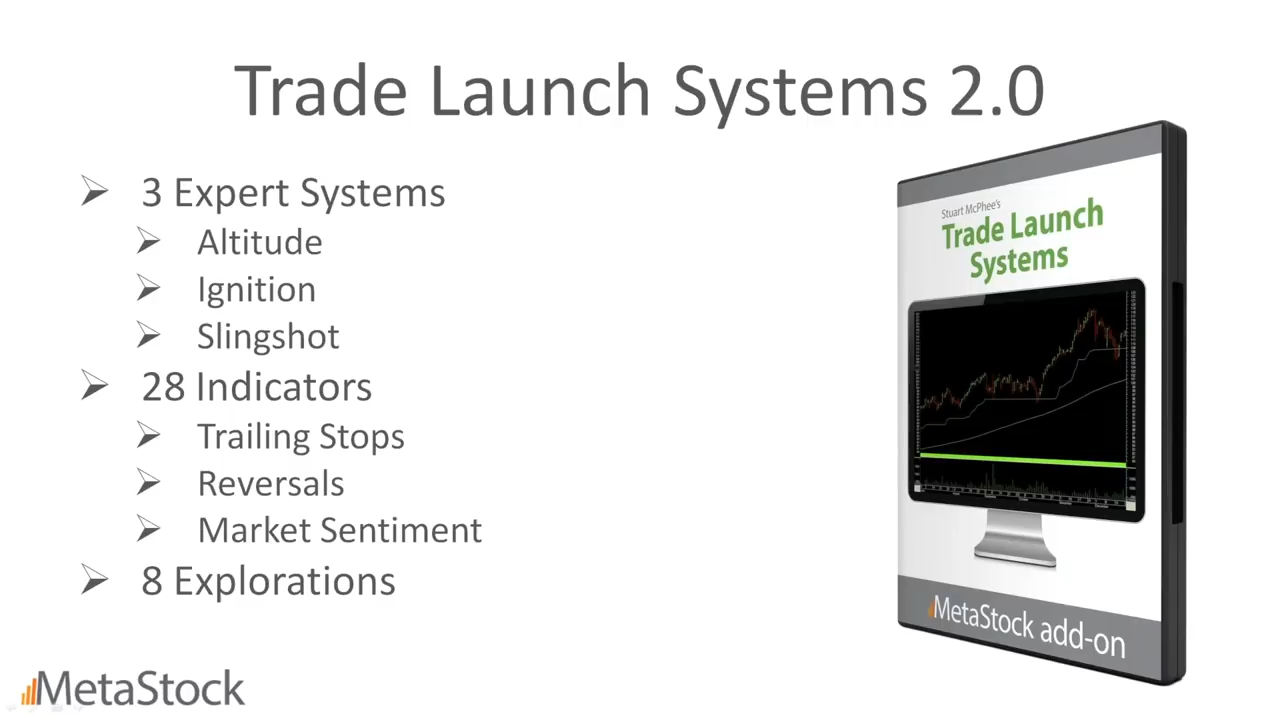 Trade Launch Systems 2.0
3 Expert Systems
Altitude
Ignition
Slingshot
28 Indicators
Trailing Stops
Reversals
Market Sentiment
8 Explorations
MetaStock
Stuart McPhee's
Trade Launch
Systems
MetaStock add-on